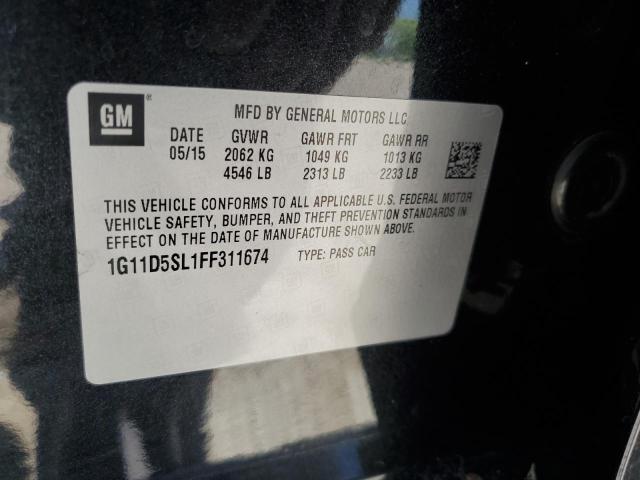 GM®
MFD BY GENERAL MOTORS LLC
DATE GVWR GAWR FRT GAWR RR
05/15 2062 KG 1049 KG 1013 KG
4546 LB 2313 LB 2233 LB
THIS VEHICLE CONFORMS TO ALL APPLICABLE U.S. FEDERAL MOTOR
VEHICLE SAFETY, BUMPER, AND THEFT PREVENTION STANDARDS IN
EFFECT ON THE DATE OF MANUFACTURE SHOWN ABOVE.
1G11D5SL1FF311674 TYPE: PASS CAR